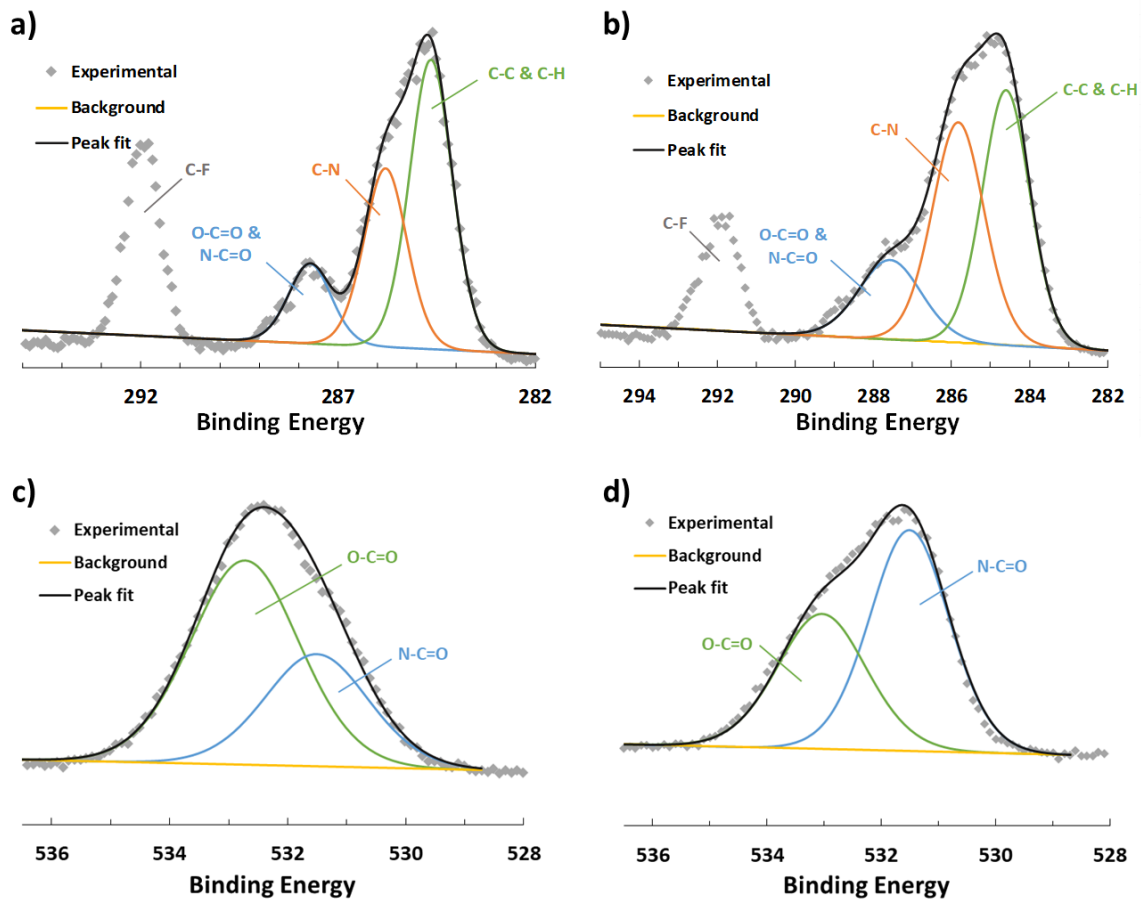 a)
Experimental
Background
Peak fit
C-F
O-C=O &
N-C=O
C-N
C-C & C-H
292
287
282
Binding Energy
b)
Experimental
Background
Peak fit
C-F
O-C=O &
N-C=O
C-N
C-C & C-H
294
292
290
288
286
284
282
Binding Energy
c)
Experimental
Background
Peak fit
O-C=O
N-C=O
536
534
532
530
528
Binding Energy
d)
Experimental
Background
Peak fit
O-C=O
N-C=O
536
534
532
530
528
Binding Energy